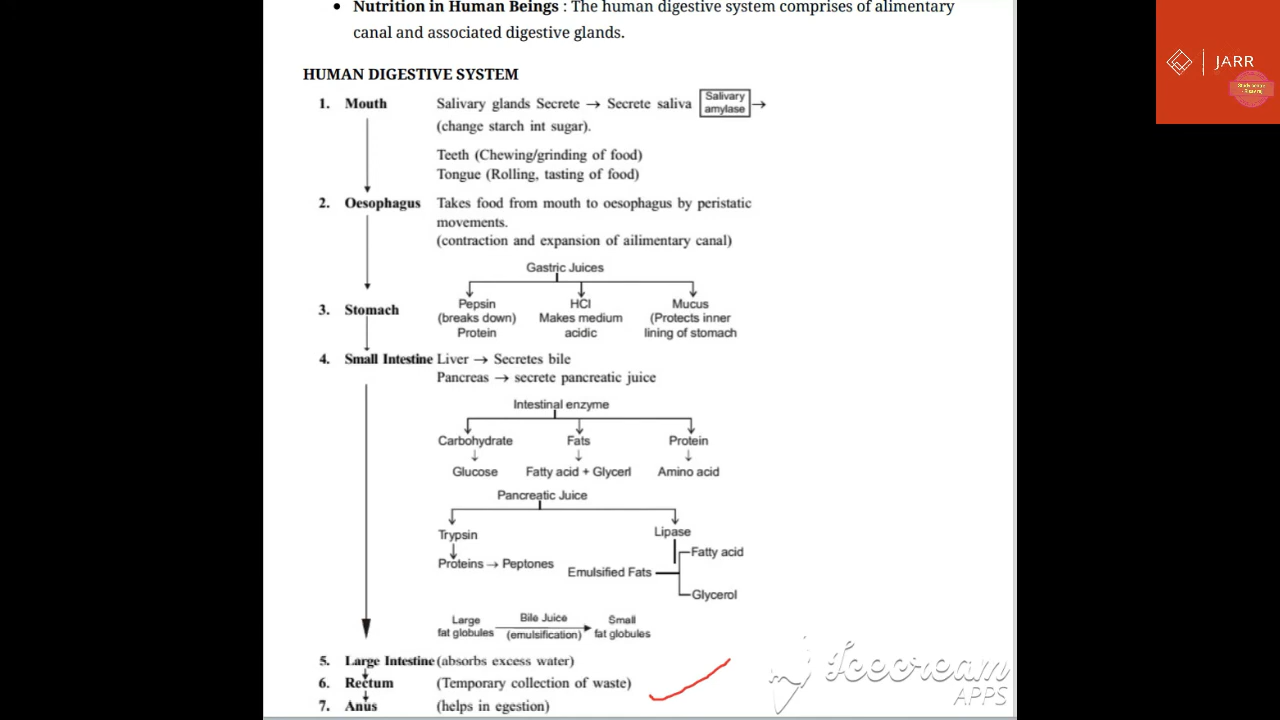 • Nutrition in Human Beings : The human digestive system comprises of alimentary
canal and associated digestive glands.
JARR
HUMAN DIGESTIVE SYSTEM
1. Mouth Salivary glands Secrete → Secrete saliva Salivary amylase →
(change starch int sugar).
Teeth (Chewing/grinding of food)
Tongue (Rolling, tasting of food)
2. Oesophagus Takes food from mouth to oesophagus by peristatic
movements.
(contraction and expansion of ailimentary canal)
Gastric Juices
3. Stomach
Pepsin HCl Mucus
(breaks down) Makes medium (Protects inner
Protein acidic lining of stomach
4. Small Intestine Liver → Secretes bile
Pancreas → secrete pancreatic juice
Intestinal enzyme
Carbohydrate Fats Protein
↓ ↓ ↓
Glucose Fatty acid + Glycerl Amino acid
Pancreatic Juice
Trypsin Lipase
Fatty acid
Proteins → Peptones Emulsified Fats
Glycerol
Large Bile Juice Small
fat globules (emulsification) fat globules
5. Large Intestine (absorbs excess water)
6. Rectum (Temporary collection of waste)
7. Anus (helps in egestion)
Icecream
APPS